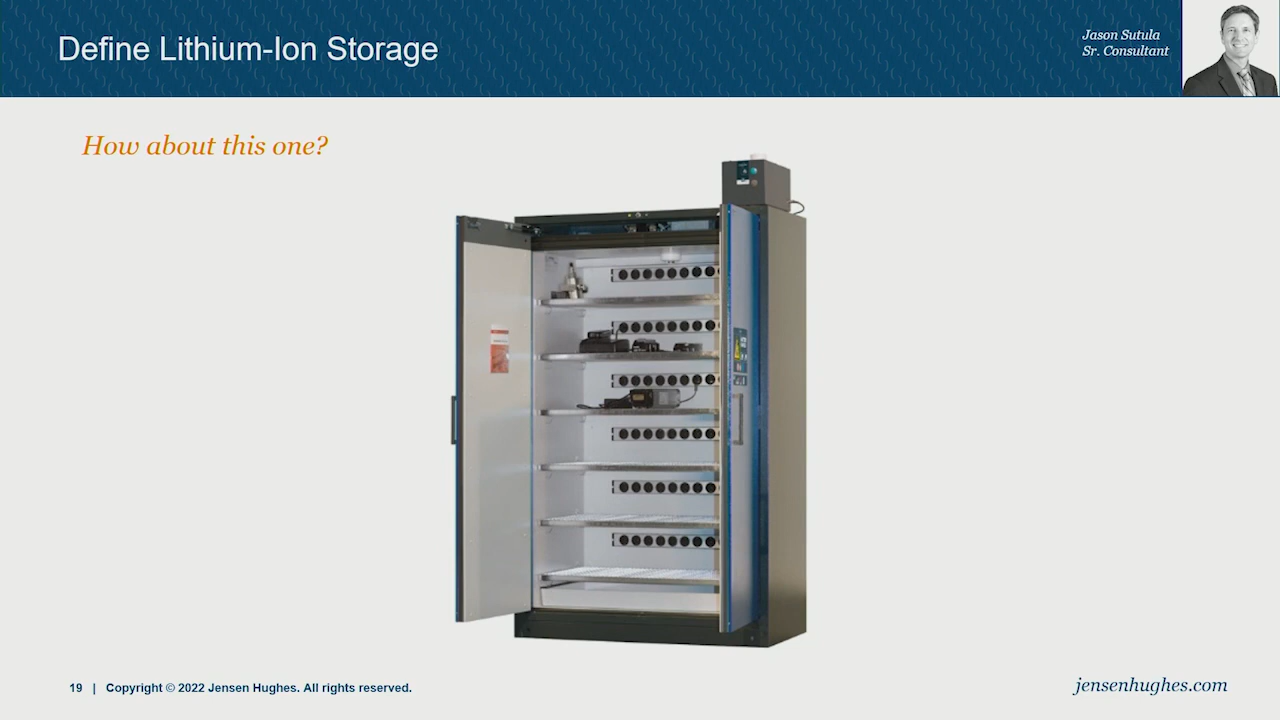 Define Lithium-Ion Storage
Jason Sutula
Sr. Consultant
How about this one?
19 | Copyright © 2022 Jensen Hughes. All rights reserved.
jensenhughes.com